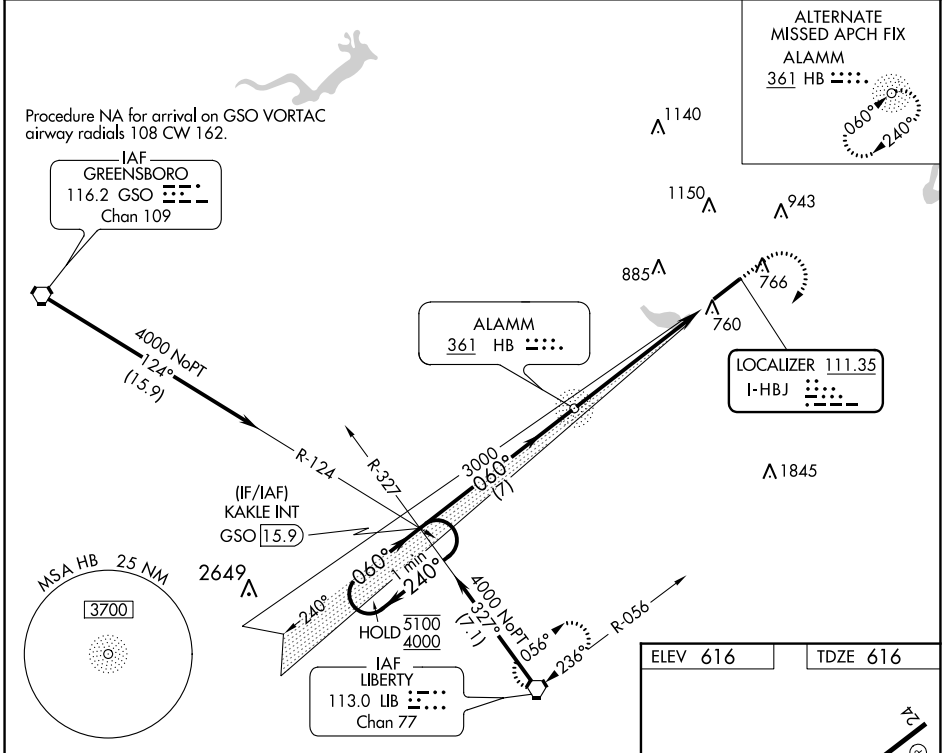 ALTERNATE
MISSED APCH FIX
ALAMM
361 HB
060°
240°
Procedure NA for arrival on GSO VORTAC
airway radials 108 CW 162.
IAF
GREENSBORO
116.2 GSO
Chan 109
1140
1150
943
885
766
760
4000 NoPT
124°
(15.9)
R-124
ALAMM
361 HB
LOCALIZER 111.35
I-HBJ
R-327
3000
060°
(7)
1845
(IF/IAF)
KAKLE INT
GSO 15.9
MSA HB 25 NM
3700
2649
060°
1 min
240°
240°
HOLD 5100
4000
4000 NoPT
327°
(7.1)
056°
R-056
236°
IAF
LIBERTY
113.0 LIB
Chan 77
ELEV 616
TDZE 616
24